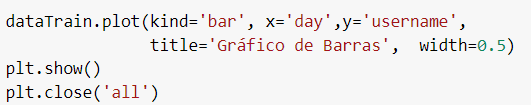 dataTrain.plot(kind='bar', x='day',y='username',
title='Gráfico de Barras',  width=0.5)
plt.show()
plt.close('all')